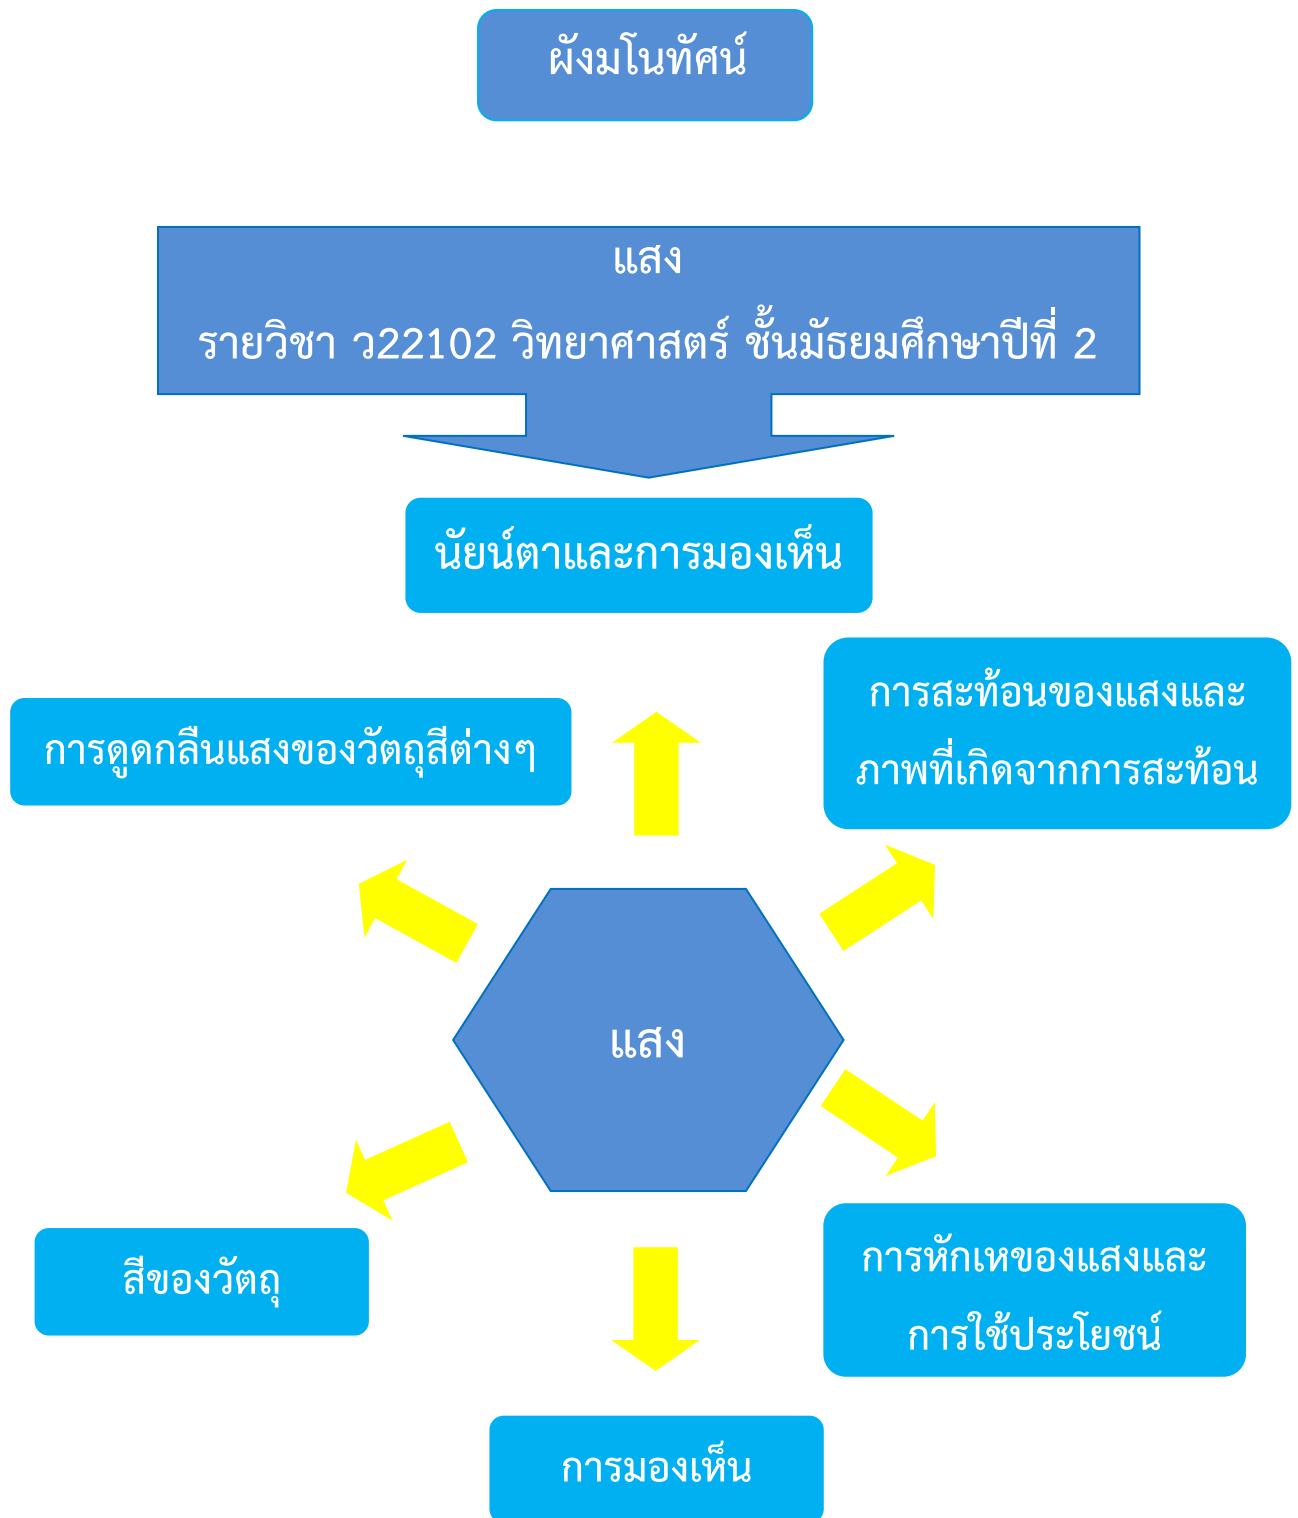 ผังมโนทัศน์
แสง
รายวิชา ว22102 วิทยาศาสตร์ ชั้นมัธยมศึกษาปีที่ 2
นัยน์ตาและการมองเห็น
การสะท้อนของแสงและ
ภาพที่เกิดจากการสะท้อน
การดูดกลืนแสงของวัตถุสีต่างๆ
แสง
การหักเหของแสงและ
การใช้ประโยชน์
สีของวัตถุ
การมองเห็น